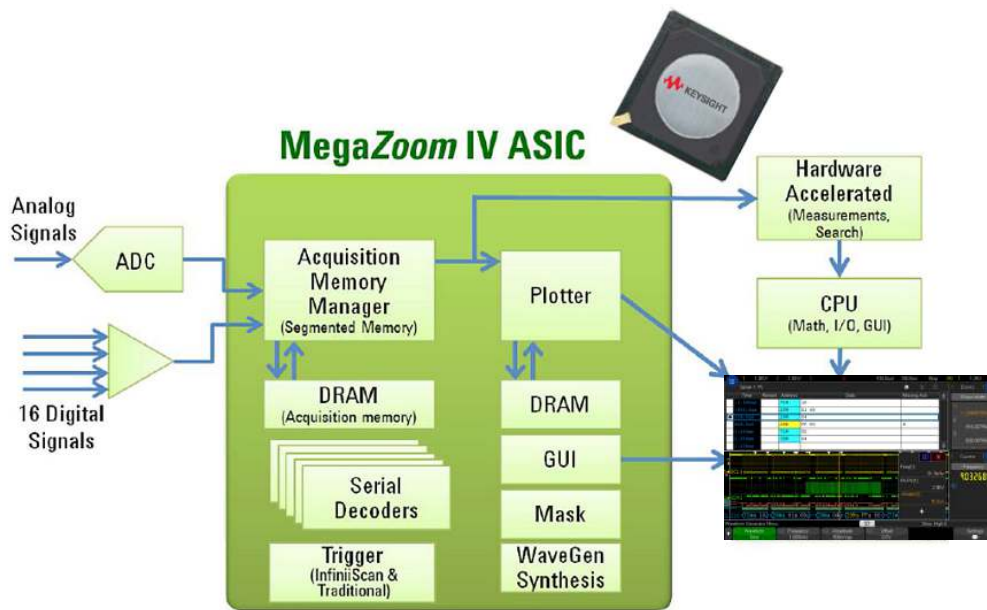 KEYSIGHT
MegaZoom IV ASIC
Analog
Signals
ADC
16 Digital
Signals
Acquisition
Memory
Manager
(Segmented Memory)
DRAM
(Acquisition memory)
Serial
Decoders
Trigger
(InfiniiScan &
Traditional)
Plotter
DRAM
GUI
Mask
WaveGen
Synthesis
Hardware
Accelerated
(Measurements,
Search)
CPU
(Math, I/O, GUI)